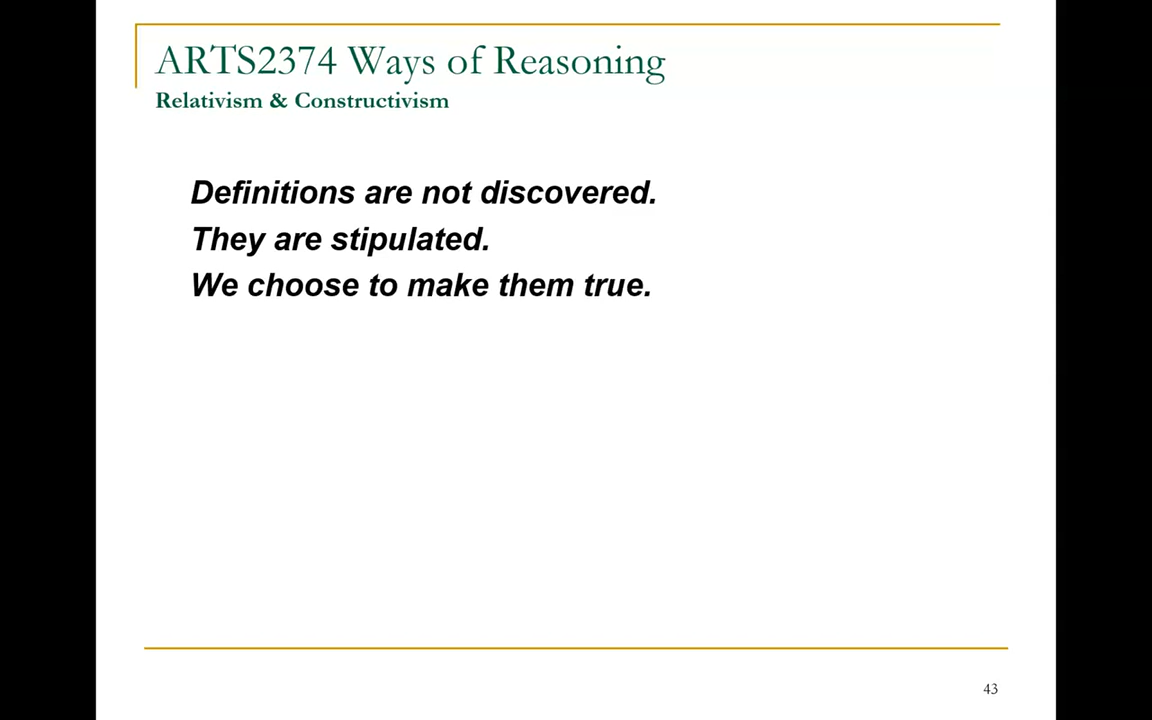 ARTS2374 Ways of Reasoning
Relativism & Constructivism
Definitions are not discovered.
They are stipulated.
We choose to make them true.
43